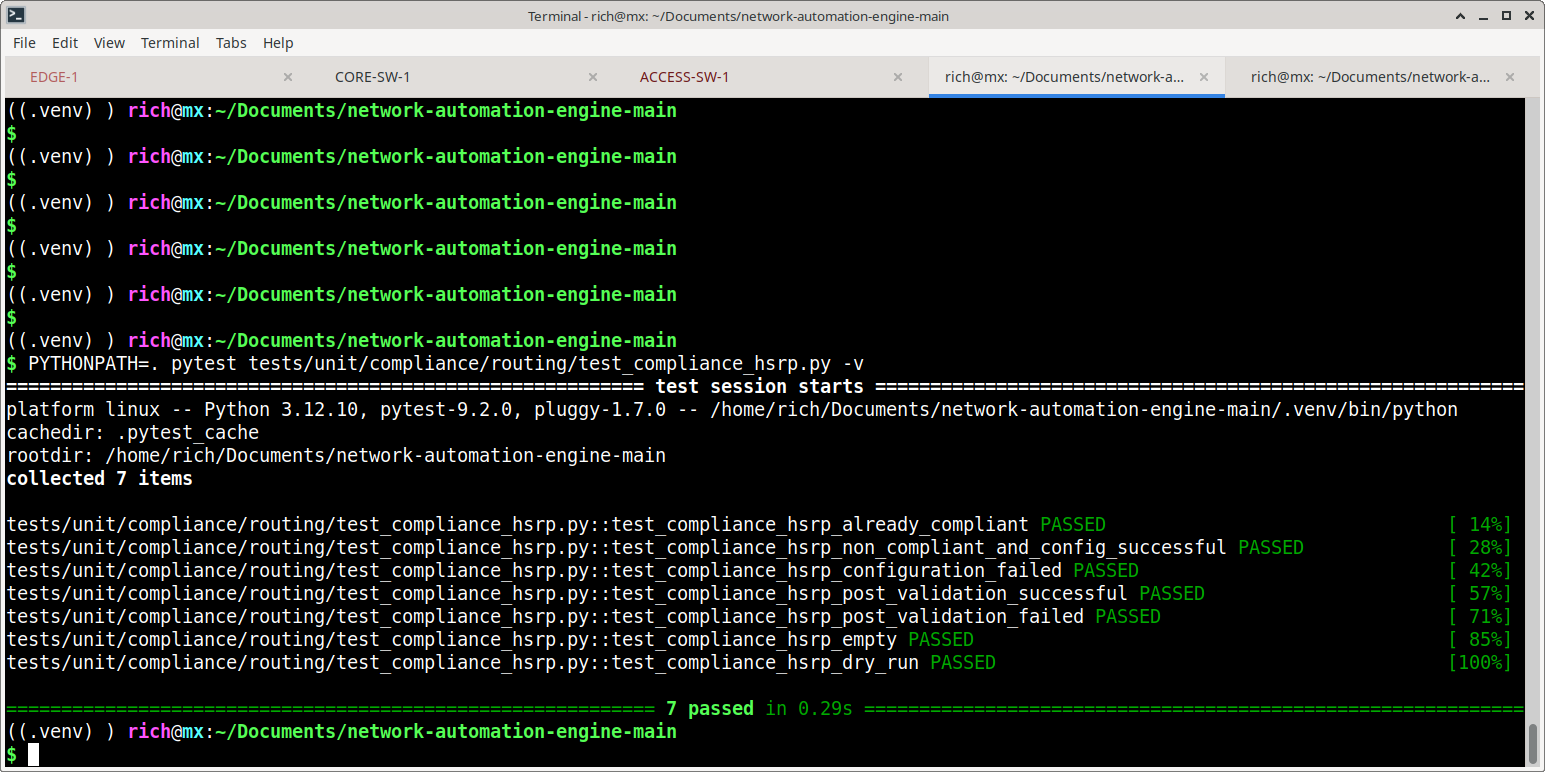 Terminal - rich@mx: ~/Documents/network-automation-engine-main
File Edit View Terminal Tabs Help
EDGE-1 CORE-SW-1 ACCESS-SW-1 rich@mx: ~/Documents/network-a... rich@mx: ~/Documents/network-a...
((.venv) ) rich@mx:~/Documents/network-automation-engine-main
$
((.venv) ) rich@mx:~/Documents/network-automation-engine-main
$
((.venv) ) rich@mx:~/Documents/network-automation-engine-main
$
((.venv) ) rich@mx:~/Documents/network-automation-engine-main
$
((.venv) ) rich@mx:~/Documents/network-automation-engine-main
$
((.venv) ) rich@mx:~/Documents/network-automation-engine-main
$ PYTHONPATH=. pytest tests/unit/compliance/routing/test_compliance_hsrp.py -v
========================================================== test session starts ===========================================================
platform linux -- Python 3.12.10, pytest-9.2.0, pluggy-1.7.0 -- /home/rich/Documents/network-automation-engine-main/.venv/bin/python
cachedir: .pytest_cache
rootdir: /home/rich/Documents/network-automation-engine-main
collected 7 items
tests/unit/compliance/routing/test_compliance_hsrp.py::test_compliance_hsrp_already_compliant PASSED [ 14%]
tests/unit/compliance/routing/test_compliance_hsrp.py::test_compliance_hsrp_non_compliant_and_config_successful PASSED [ 28%]
tests/unit/compliance/routing/test_compliance_hsrp.py::test_compliance_hsrp_configuration_failed PASSED [ 42%]
tests/unit/compliance/routing/test_compliance_hsrp.py::test_compliance_hsrp_post_validation_successful PASSED [ 57%]
tests/unit/compliance/routing/test_compliance_hsrp.py::test_compliance_hsrp_post_validation_failed PASSED [ 71%]
tests/unit/compliance/routing/test_compliance_hsrp.py::test_compliance_hsrp_empty PASSED [ 85%]
tests/unit/compliance/routing/test_compliance_hsrp.py::test_compliance_hsrp_dry_run PASSED [100%]
=========================================================== 7 passed in 0.29s ============================================================
((.venv) ) rich@mx:~/Documents/network-automation-engine-main
$